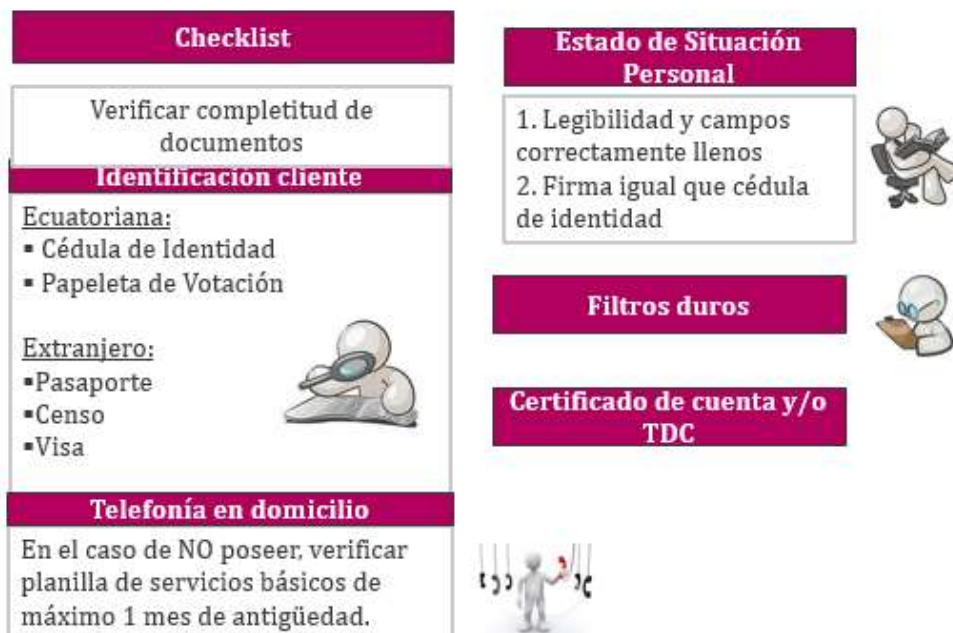 Checklist
Verificar completitud de
documentos
Identificación cliente
Ecuatoriana:
▪ Cédula de Identidad
▪ Papeleta de Votación
Extranjero:
▪Pasaporte
▪Censo
▪Visa
Telefonía en domicilio
En el caso de NO poseer, verificar
planilla de servicios básicos de
máximo 1 mes de antigüedad.
Estado de Situación
Personal
1. Legibilidad y campos
correctamente llenos
2. Firma igual que cédula
de identidad
Filtros duros
Certificado de cuenta y/o
TDC